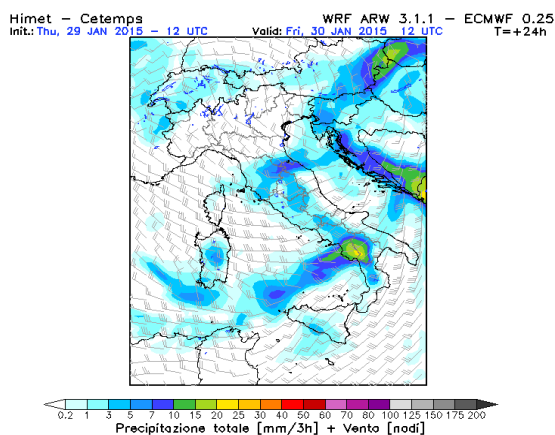 Himet – Cetemps WRF ARW 3.1.1 – ECMWF 0.25
Init.: Thu, 29 JAN 2015 – 12 UTC Valid: Fri, 30 JAN 2015 12 UTC T=+24h
0.2 1 3 5 7 10 15 20 25 30 40 50 60 70 80 100 125 150 175 200
Precipitazione totale [mm/3h] + Vento [nodi]